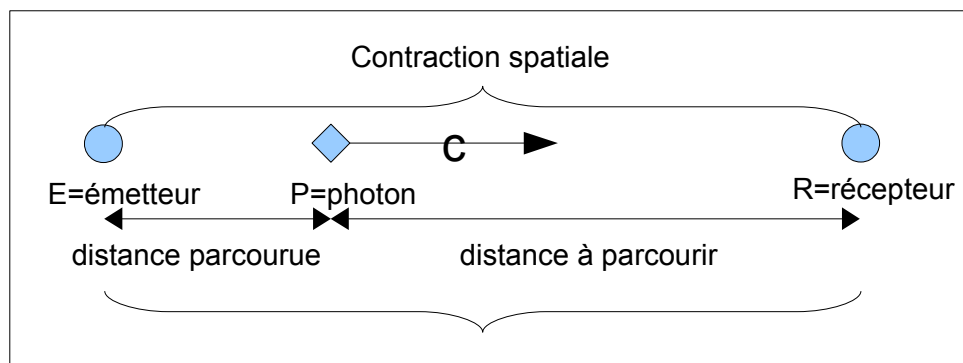 Contraction spatiale
C
E=émetteur P=photon R=récepteur
distance parcourue distance à parcourir